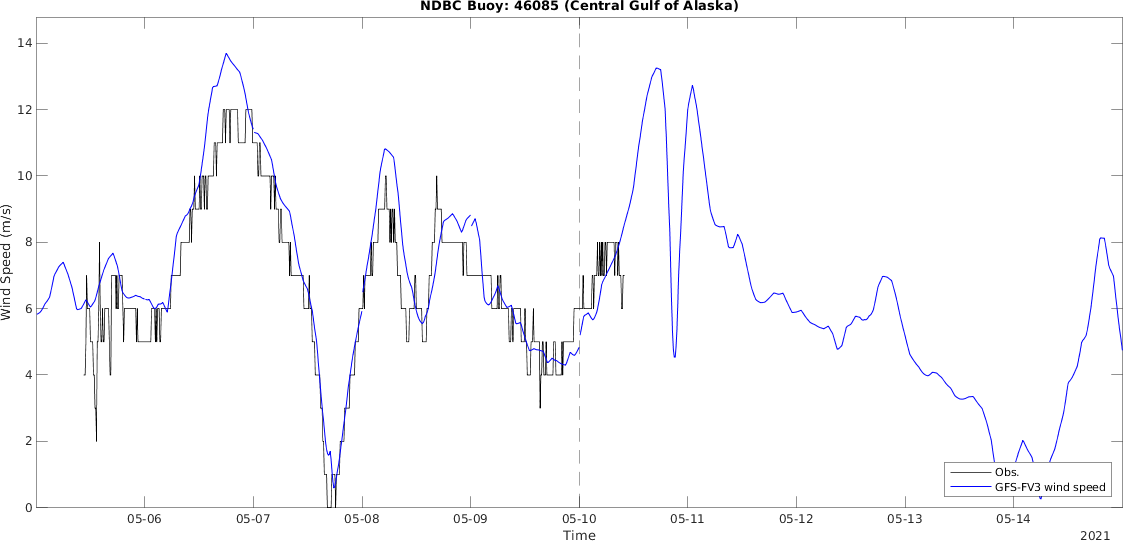 NDBC Buoy: 46085 (Central Gulf of Alaska)
Wind Speed (m/s)
14
12
10
8
6
4
2
0
Obs.
GFS-FV3 wind speed
05-06 05-07 05-08 05-09 05-10 05-11 05-12 05-13 05-14
Time
2021